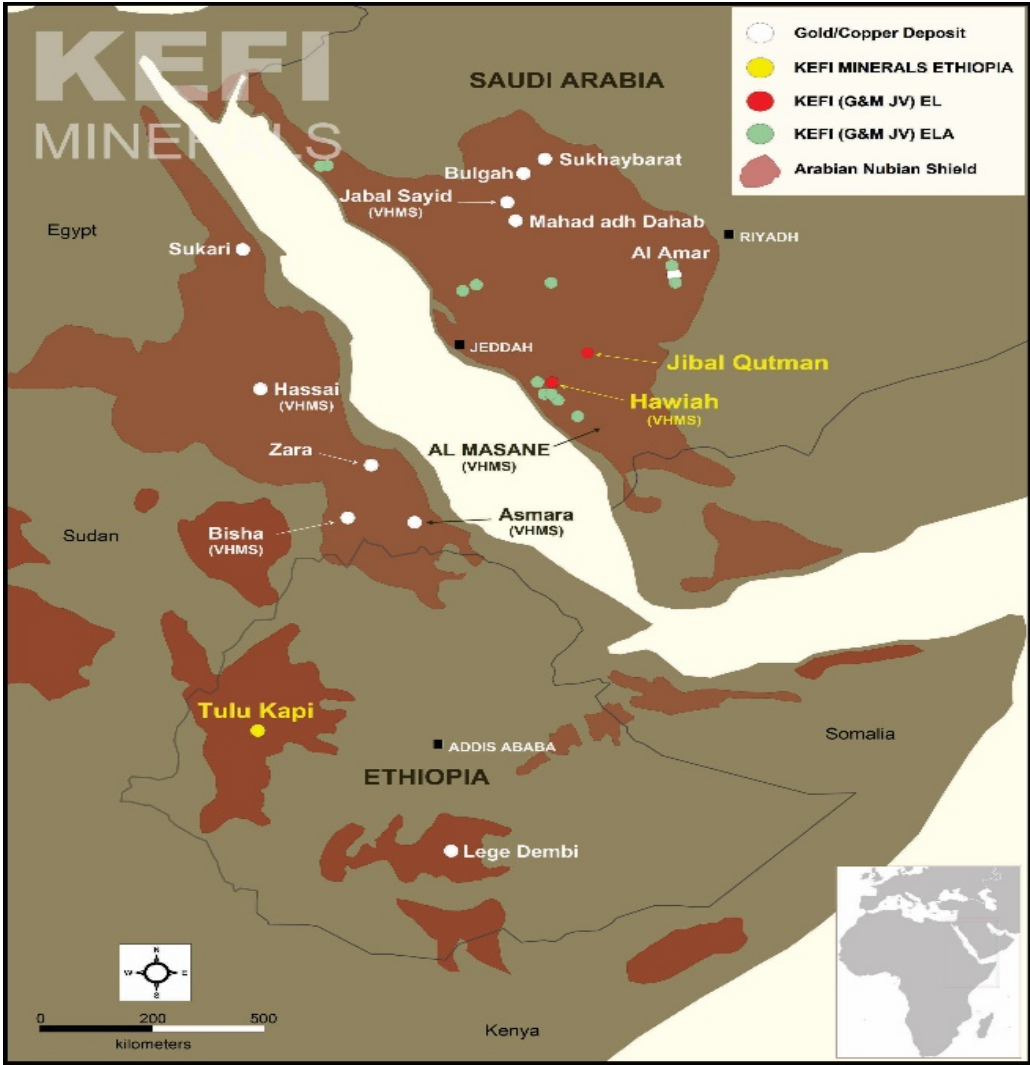 KEFI
MINERALS
Gold/Copper Deposit
KEFI MINERALS ETHIOPIA
KEFI (G&M JV) EL
KEFI (G&M JV) ELA
Arabian Nubian Shield
SAUDI ARABIA
Sukhaybarat
Bulgah
Jabal Sayid
(VHMS)
Mahad adh Dahab
Egypt
RIYADH
Sukari
Al Amar
JEDDAH
Jibal Qutman
Hassai
(VHMS)
Hawiah
(VHMS)
AL MASANE
(VHMS)
Zara
Asmara
(VHMS)
Sudan
Bisha
(VHMS)
Tulu Kapi
Somalia
ADDIS ABABA
ETHIOPIA
Lege Dembi
N
W E
S
0 200 500
kilometers
Kenya